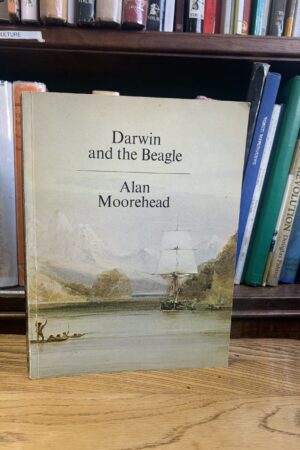 Darwin
and the Beagle
Alan
Moorehead